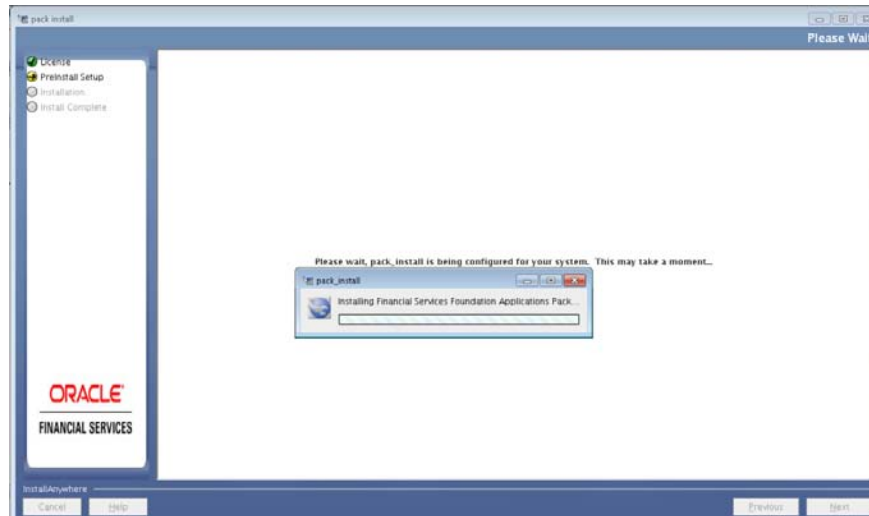 pack install
Please Wait
License
Preinstall Setup
Installation
Install Complete
Please wait, pack_install is being configured for your system. This may take a moment...
pack_install
Installing Financial Services Foundation Applications Pack...
ORACLE
FINANCIAL SERVICES
InstallAnywhere
Cancel
Help
Previous
Next